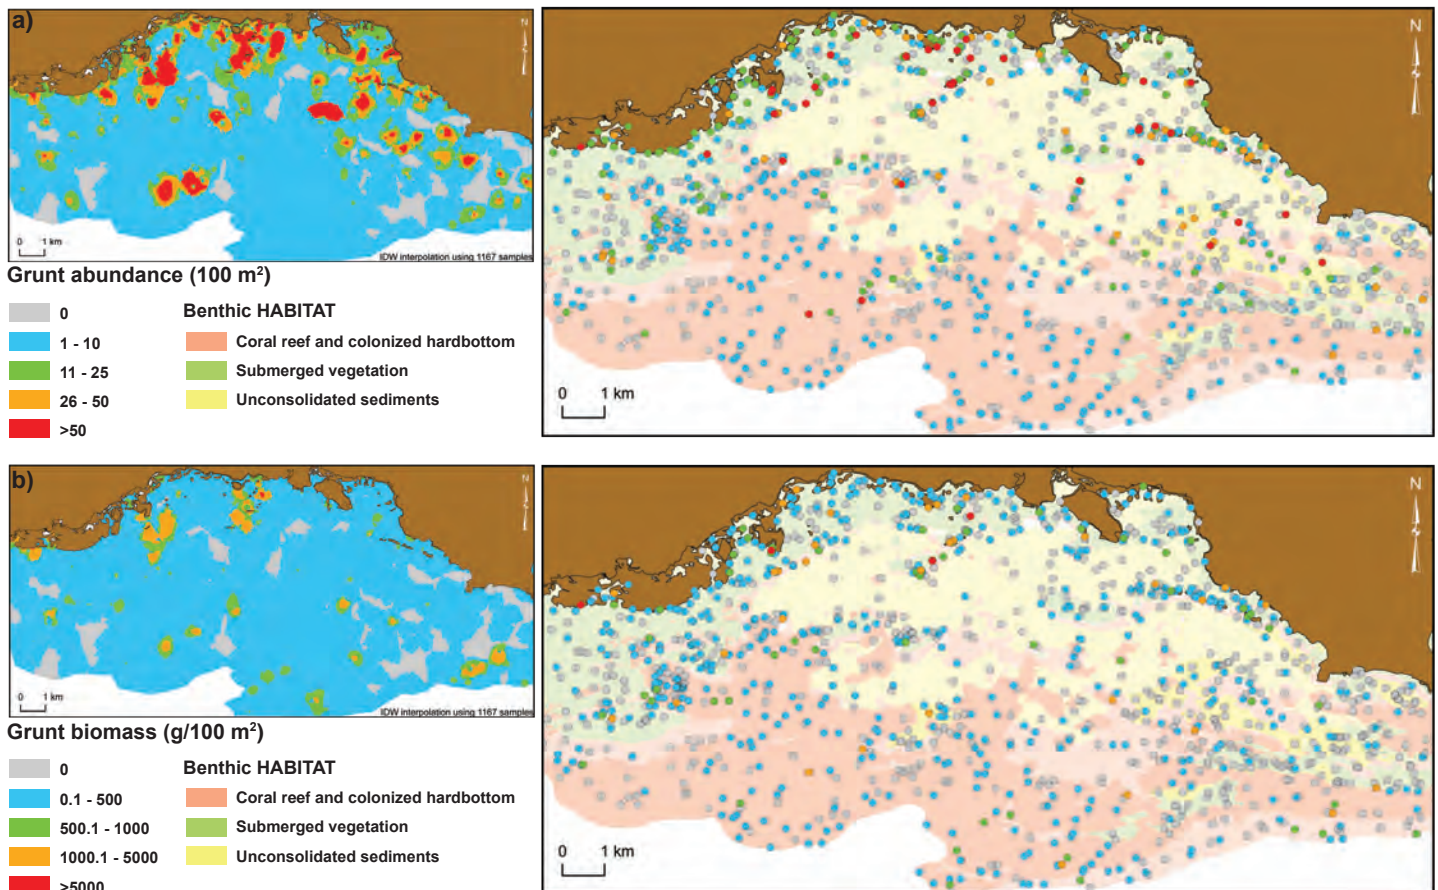 a)
N
0 1 km
IDW interpolation using 1167 samples
N
0 1 km
Grunt abundance (100 m²)
0
1 - 10
11 - 25
26 - 50
>50
Benthic HABITAT
Coral reef and colonized hardbottom
Submerged vegetation
Unconsolidated sediments
b)
N
0 1 km
IDW interpolation using 1167 samples
N
0 1 km
Grunt biomass (g/100 m²)
0
0.1 - 500
500.1 - 1000
1000.1 - 5000
>5000
Benthic HABITAT
Coral reef and colonized hardbottom
Submerged vegetation
Unconsolidated sediments